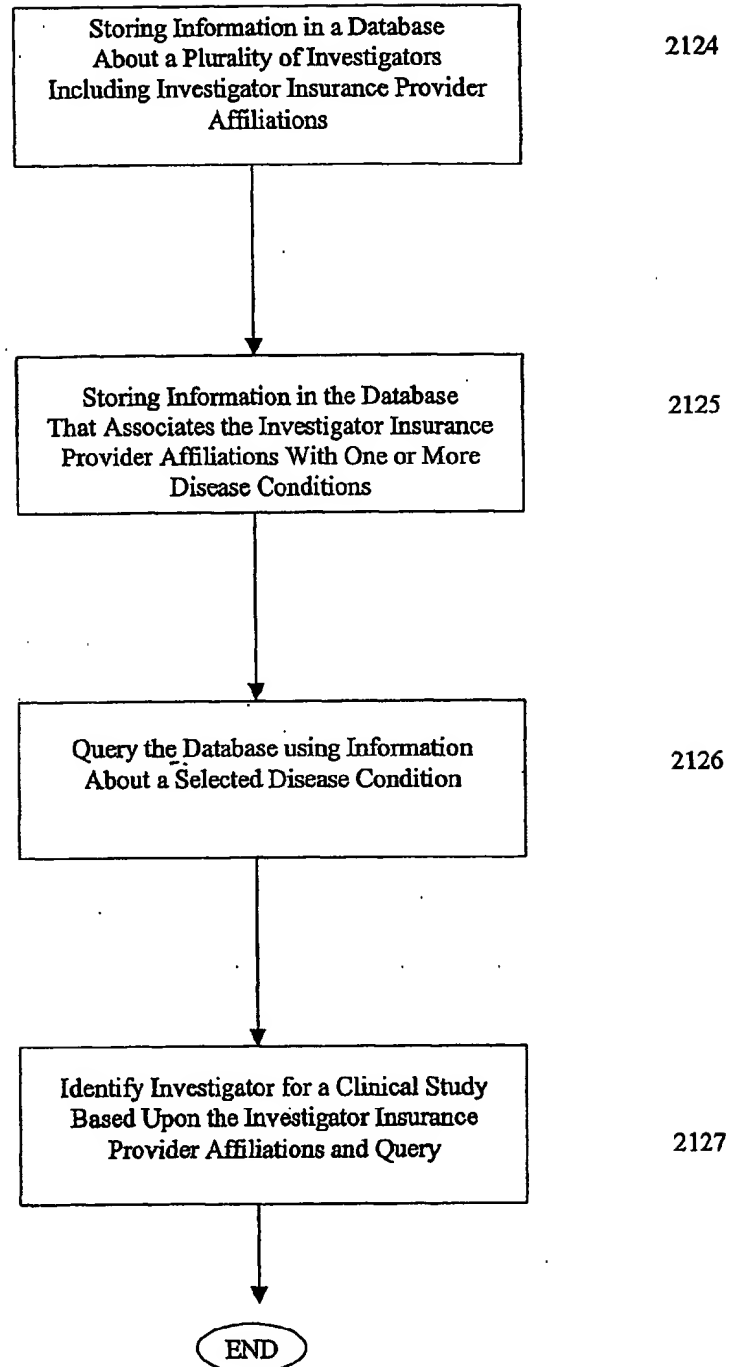 Storing Information in a Database
About a Plurality of Investigators
Including Investigator Insurance Provider
Affiliations
2124
Storing Information in the Database
That Associates the Investigator Insurance
Provider Affiliations With One or More
Disease Conditions
2125
Query the Database using Information
About a Selected Disease Condition
2126
Identify Investigator for a Clinical Study
Based Upon the Investigator Insurance
Provider Affiliations and Query
2127
END